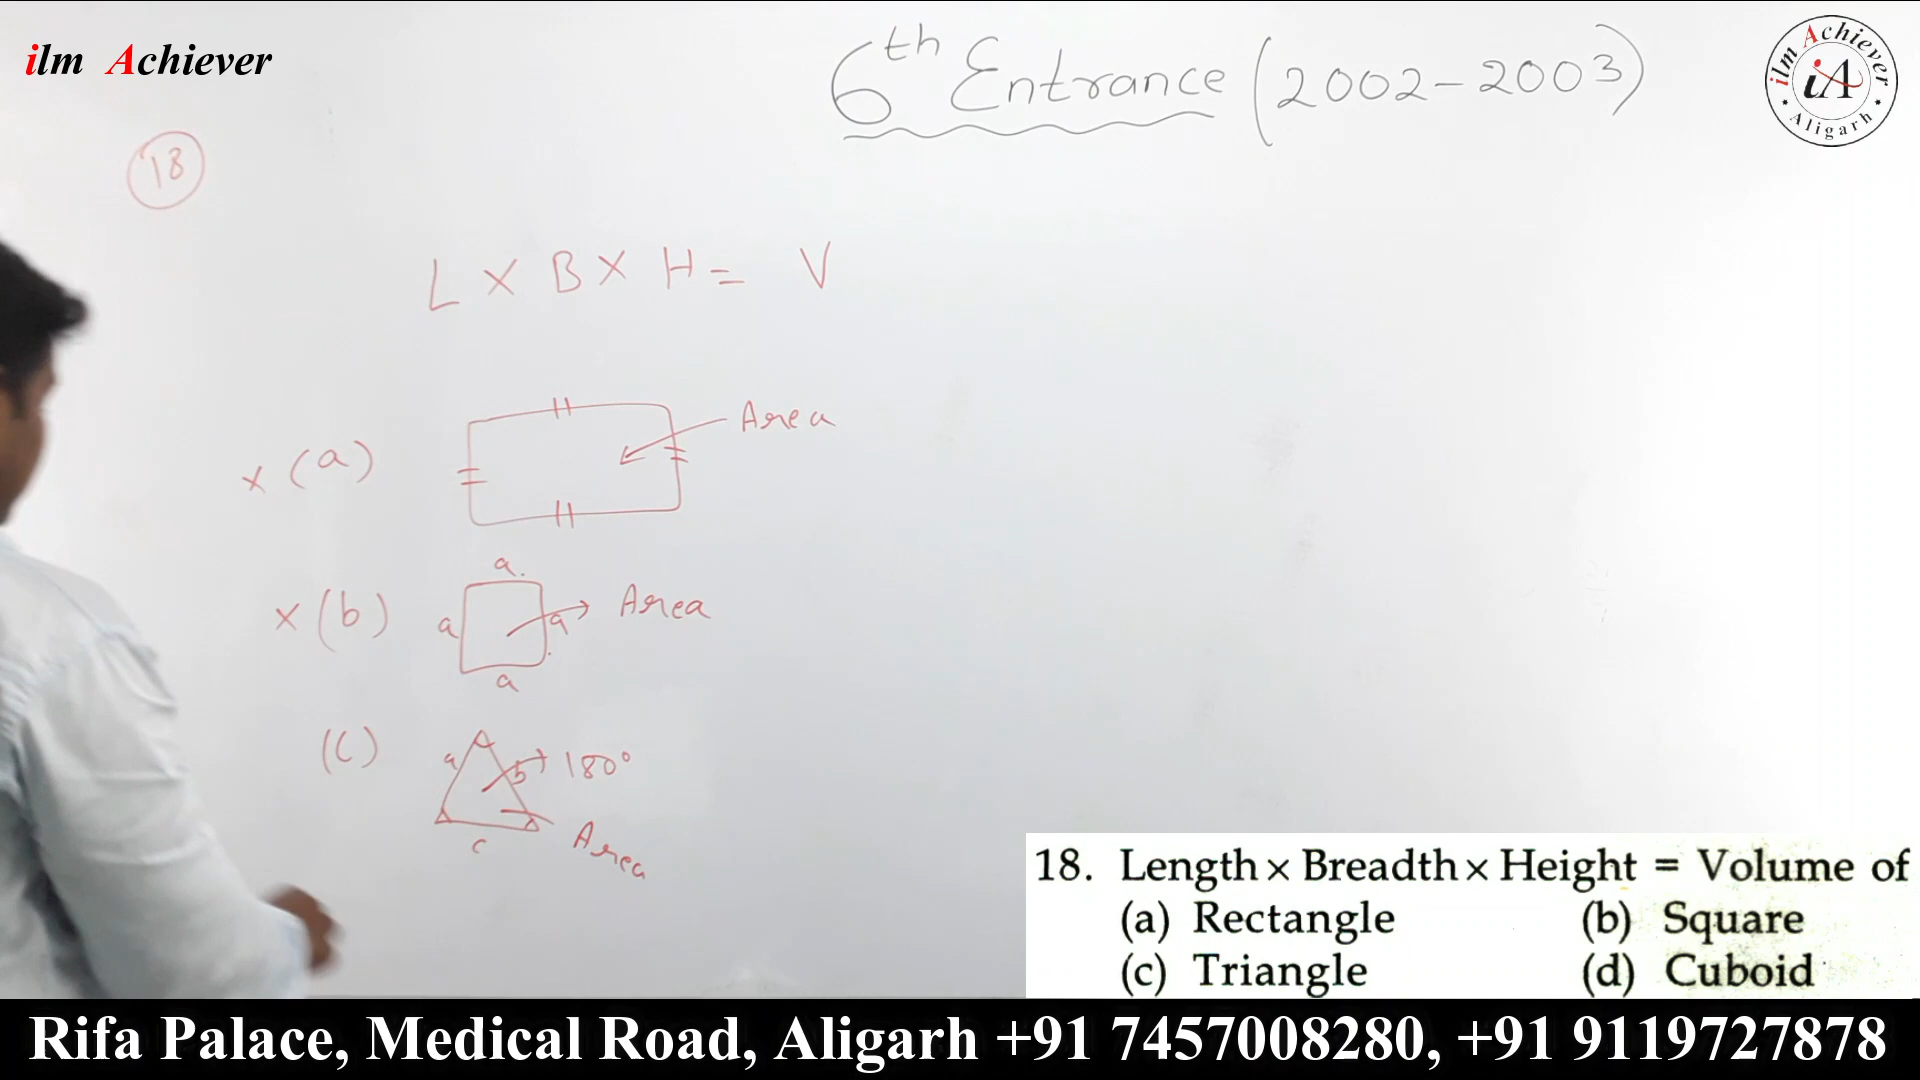 ilm Achiever
6th Entrance (2002-2003)
ilm Achiever
iA
Aligarh
18
L × B × H = V
× (a) Area
a.
× (b) a a Area
a
(c) a b 180°
c Area
18. Length × Breadth × Height = Volume of
(a) Rectangle (b) Square
(c) Triangle (d) Cuboid
Rifa Palace, Medical Road, Aligarh +91 7457008280, +91 9119727878